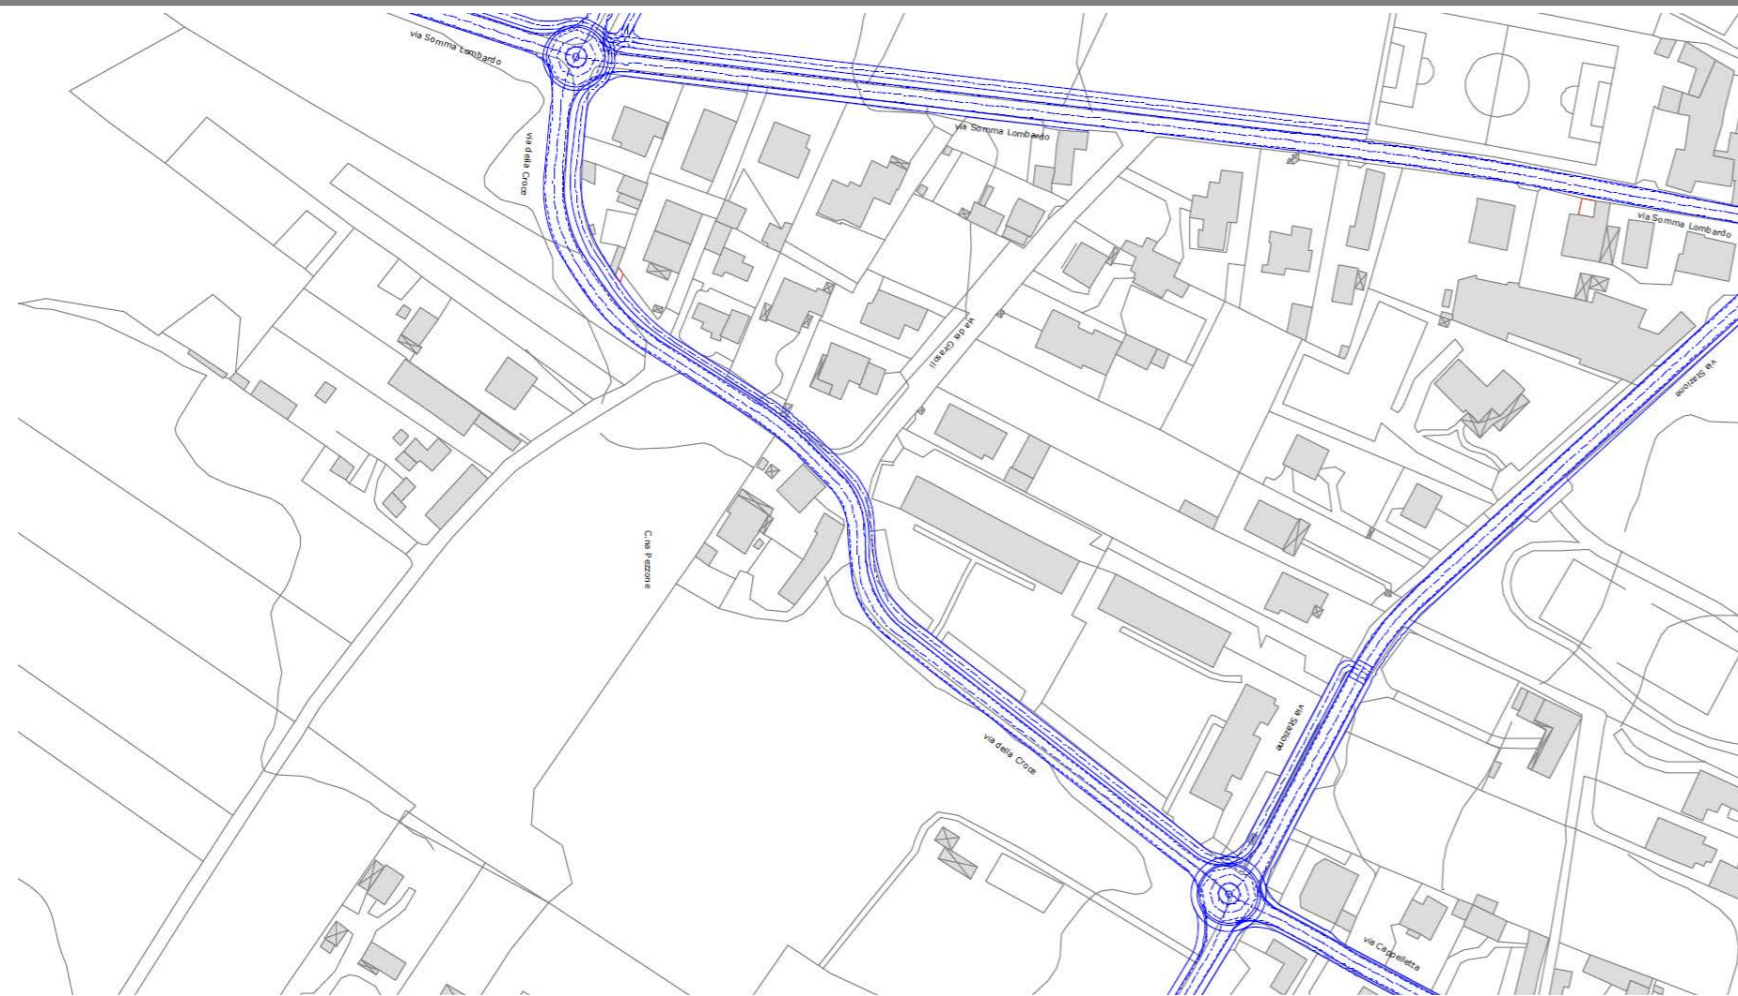 via Somma Lombardo
via della Croce
via Somma Lombardo
via Somma Lombardo
via dei Girasoli
via Stazione
C.na Pezzone
via della Croce
via Stazione
via Cappelletta